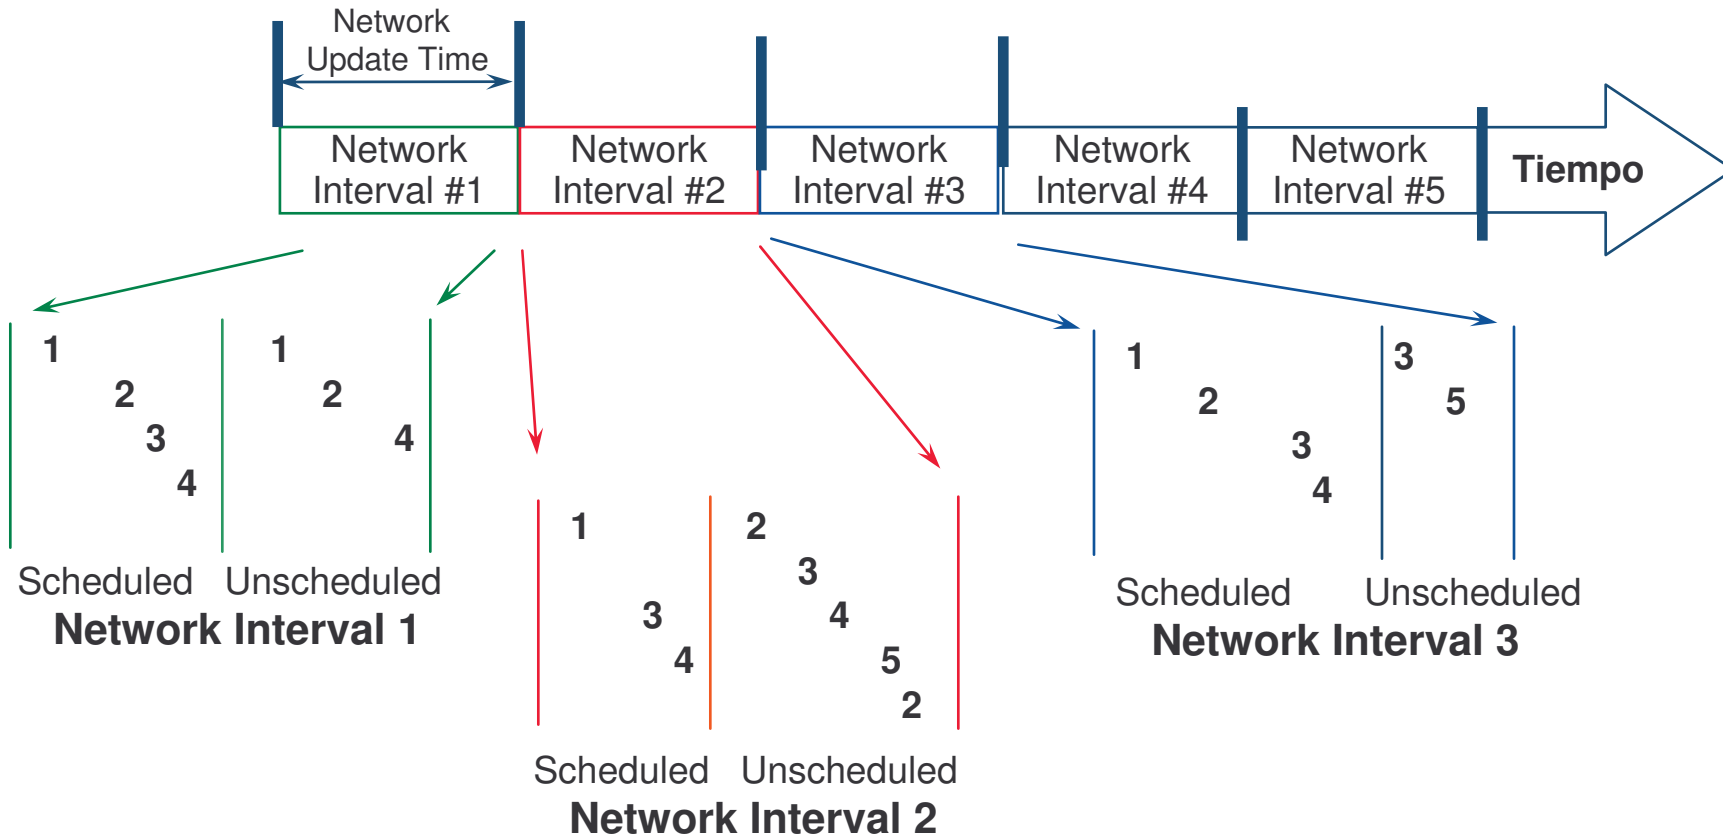 Network
Update Time
Network
Interval #1
Network
Interval #2
Network
Interval #3
Network
Interval #4
Network
Interval #5
Tiempo
1
2
3
4
1
2
4
Scheduled
Unscheduled
Network Interval 1
1
3
4
2
3
4
5
2
Scheduled
Unscheduled
Network Interval 2
1
2
3
4
3
5
Scheduled
Unscheduled
Network Interval 3